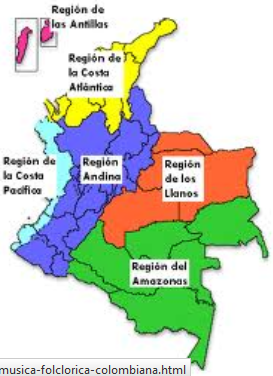 Región de
las Antillas
Región de
la Costa
Atlántica
Región de
la Costa
Pacífica
Región
Andina
Región
de los
Llanos
Región del
Amazonas
musica-folclorica-colombiana.html